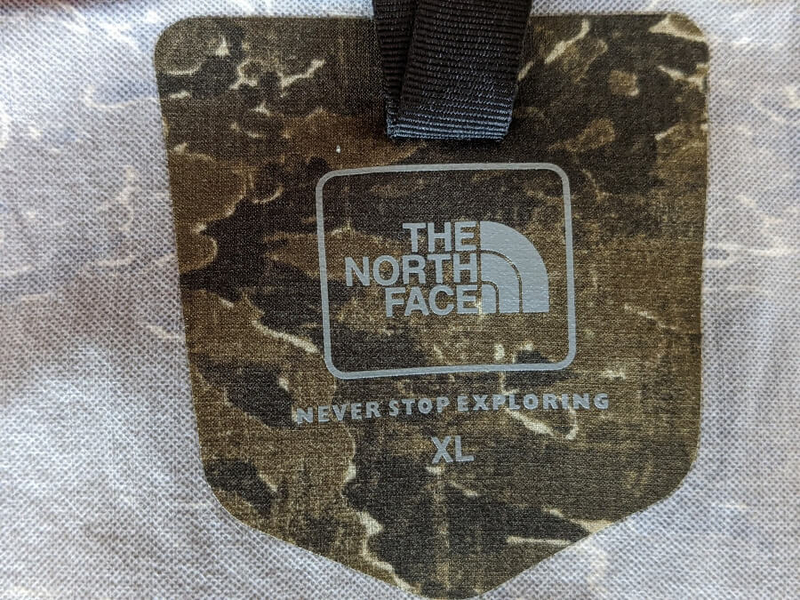 THE
NORTH
FACE
NEVER STOP EXPLORING
XL